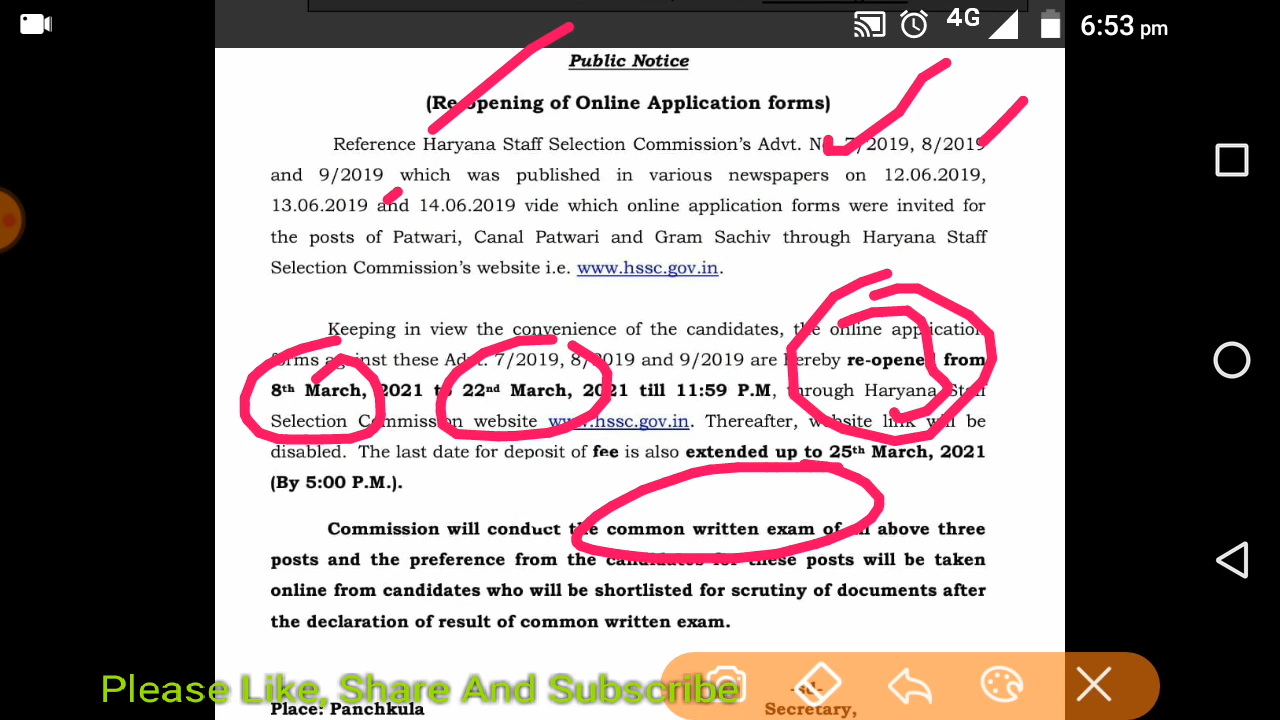 4G 6:53 pm
Public Notice
(Re-opening of Online Application forms)
Reference Haryana Staff Selection Commission's Advt. No. 7/2019, 8/2019
and 9/2019 which was published in various newspapers on 12.06.2019,
13.06.2019 and 14.06.2019 vide which online application forms were invited for
the posts of Patwari, Canal Patwari and Gram Sachiv through Haryana Staff
Selection Commission's website i.e. www.hssc.gov.in.
Keeping in view the convenience of the candidates, the online application
forms against these Advt. 7/2019, 8/2019 and 9/2019 are hereby re-opened from
8th March, 2021 to 22nd March, 2021 till 11:59 P.M, through Haryana Staff
Selection Commission website www.hssc.gov.in. Thereafter, website link will be
disabled. The last date for deposit of fee is also extended up to 25th March, 2021
(By 5:00 P.M.).
Commission will conduct the common written exam of all above three
posts and the preference from the candidates for these posts will be taken
online from candidates who will be shortlisted for scrutiny of documents after
the declaration of result of common written exam.
Please Like, Share And Subscribe
-sd-
Place: Panchkula Secretary,